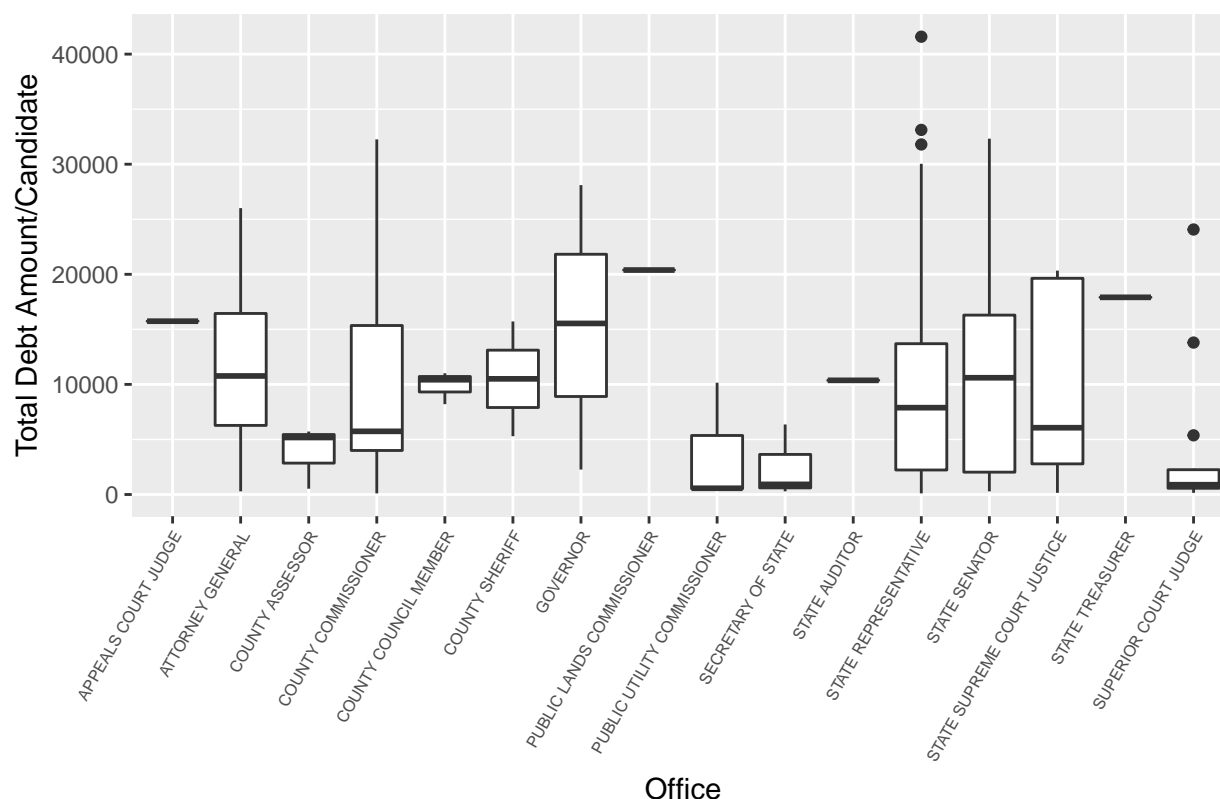 Total Debt Amount/Candidate
40000
30000
20000
10000
0
APPEALS COURT JUDGE
ATTORNEY GENERAL
COUNTY ASSESSOR
COUNTY COMMISSIONER
COUNTY COUNCIL MEMBER
COUNTY SHERIFF
GOVERNOR
PUBLIC LANDS COMMISSIONER
PUBLIC UTILITY COMMISSIONER
SECRETARY OF STATE
STATE AUDITOR
STATE REPRESENTATIVE
STATE SENATOR
STATE SUPREME COURT JUSTICE
STATE TREASURER
SUPERIOR COURT JUDGE
Office